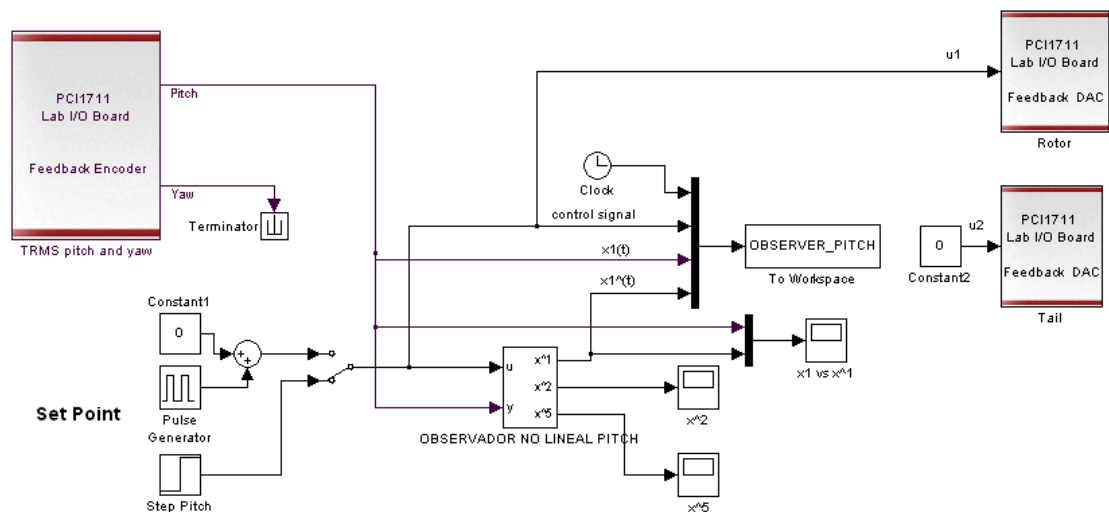 PCI1711
Lab I/O Board
Feedback Encoder
TRMS pitch and yaw
Pitch
Yaw
Terminator
u1
PCI1711
Lab I/O Board
Feedback DAC
Rotor
Clock
control signal
x1(t)
x1^(t)
OBSERVER_PITCH
To Workspace
0
Constant2
u2
PCI1711
Lab I/O Board
Feedback DAC
Tail
Constant1
0
+
+
Set Point
Pulse
Generator
Step Pitch
u
y
x^1
x^2
x^5
OBSERVADOR NO LINEAL PITCH
x1 vs x^1
x^2
x^5